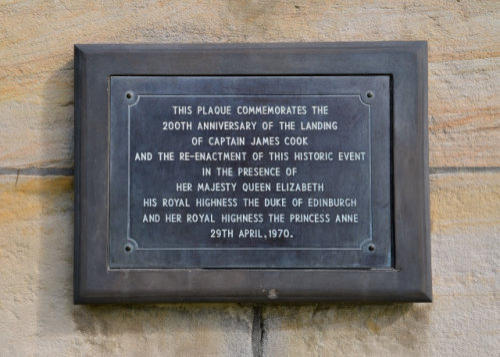 THIS PLAQUE COMMEMORATES THE
200TH ANNIVERSARY OF THE LANDING
OF CAPTAIN JAMES COOK
AND THE RE-ENACTMENT OF THIS HISTORIC EVENT
IN THE PRESENCE OF
HER MAJESTY QUEEN ELIZABETH
HIS ROYAL HIGHNESS THE DUKE OF EDINBURGH
AND HER ROYAL HIGHNESS THE PRINCESS ANNE
29TH APRIL,1970.